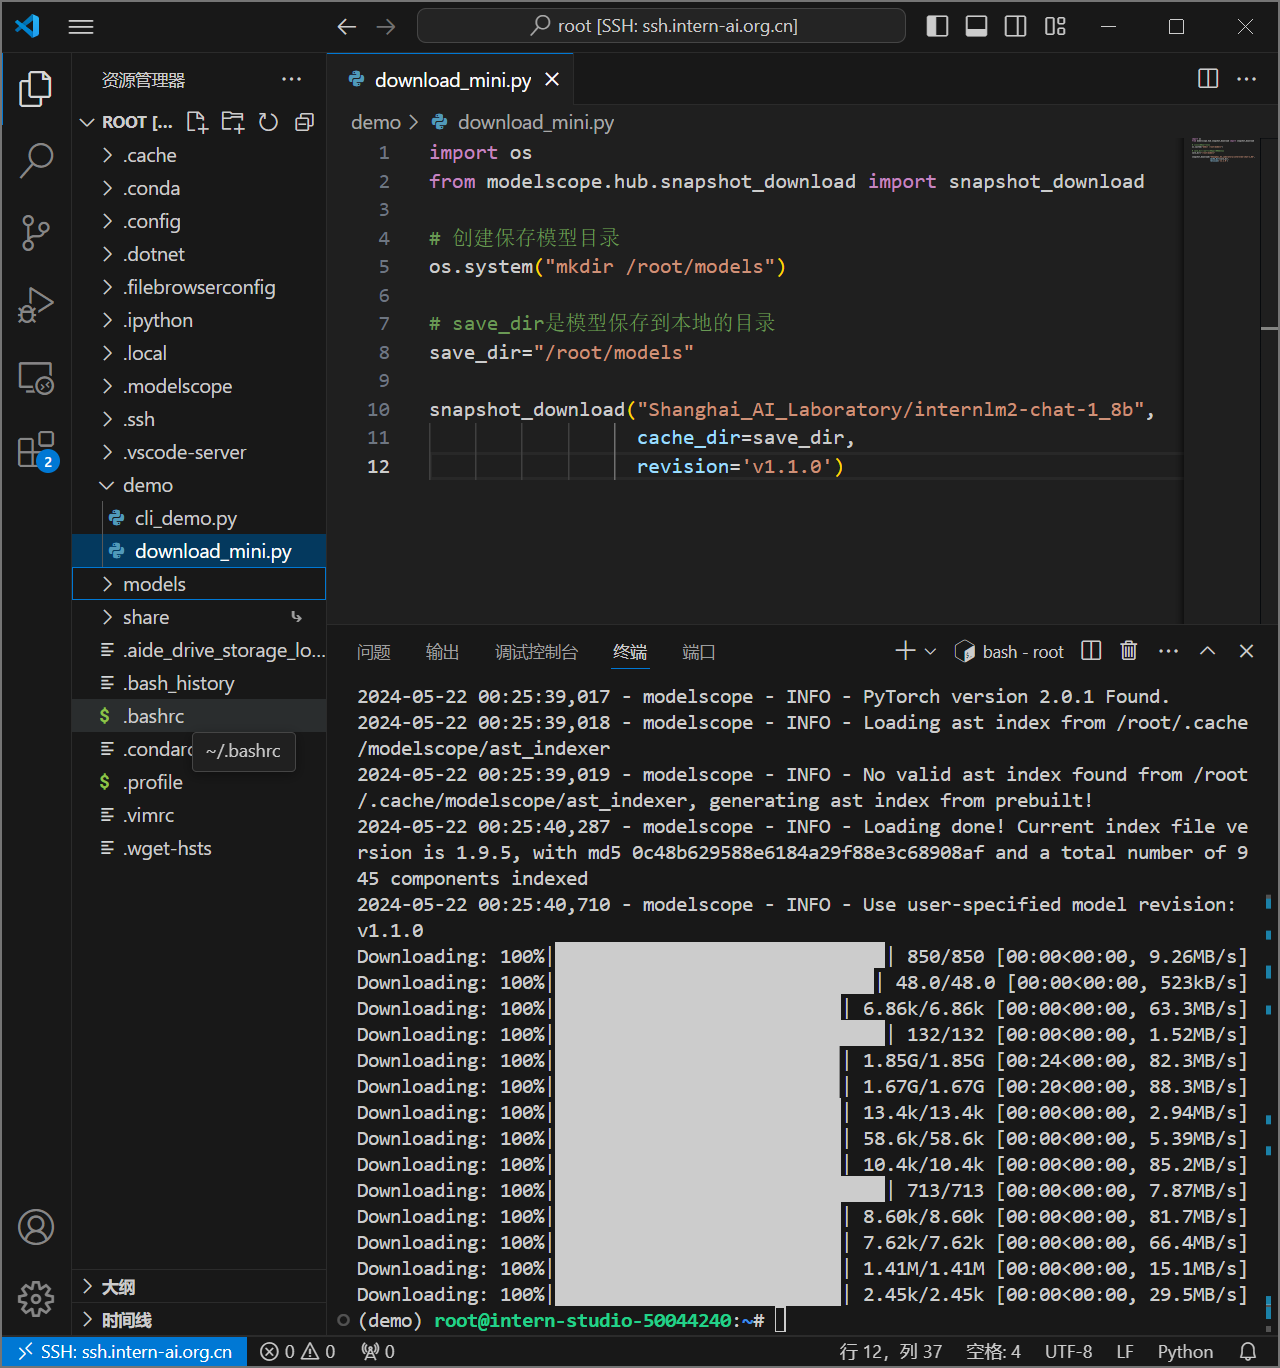 root [SSH: ssh.intern-ai.org.cn]
资源管理器
ROOT [...
.cache
.conda
.config
.dotnet
.filebrowserconfig
.ipython
.local
.modelscope
.ssh
.vscode-server
demo
cli_demo.py
download_mini.py
models
share
.aide_drive_storage_lo...
.bash_history
$ .bashrc
.condarc
~/.bashrc
$ .profile
.vimrc
.wget-hsts
大纲
时间线
2
download_mini.py
demo > download_mini.py
1 import os
2 from modelscope.hub.snapshot_download import snapshot_download
3
4 # 创建保存模型目录
5 os.system("mkdir /root/models")
6
7 # save_dir是模型保存到本地的目录
8 save_dir="/root/models"
9
10 snapshot_download("Shanghai_AI_Laboratory/internlm2-chat-1_8b",
11 cache_dir=save_dir,
12 revision='v1.1.0')
问题 输出 调试控制台 终端 端口 bash - root
2024-05-22 00:25:39,017 - modelscope - INFO - PyTorch version 2.0.1 Found.
2024-05-22 00:25:39,018 - modelscope - INFO - Loading ast index from /root/.cache
/modelscope/ast_indexer
2024-05-22 00:25:39,019 - modelscope - INFO - No valid ast index found from /root
/.cache/modelscope/ast_indexer, generating ast index from prebuilt!
2024-05-22 00:25:40,287 - modelscope - INFO - Loading done! Current index file ve
rsion is 1.9.5, with md5 0c48b629588e6184a29f88e3c68908af and a total number of 9
45 components indexed
2024-05-22 00:25:40,710 - modelscope - INFO - Use user-specified model revision:
v1.1.0
Downloading: 100%| | 850/850 [00:00<00:00, 9.26MB/s]
Downloading: 100%| | 48.0/48.0 [00:00<00:00, 523kB/s]
Downloading: 100%| | 6.86k/6.86k [00:00<00:00, 63.3MB/s]
Downloading: 100%| | 132/132 [00:00<00:00, 1.52MB/s]
Downloading: 100%| | 1.85G/1.85G [00:24<00:00, 82.3MB/s]
Downloading: 100%| | 1.67G/1.67G [00:20<00:00, 88.3MB/s]
Downloading: 100%| | 13.4k/13.4k [00:00<00:00, 2.94MB/s]
Downloading: 100%| | 58.6k/58.6k [00:00<00:00, 5.39MB/s]
Downloading: 100%| | 10.4k/10.4k [00:00<00:00, 85.2MB/s]
Downloading: 100%| | 713/713 [00:00<00:00, 7.87MB/s]
Downloading: 100%| | 8.60k/8.60k [00:00<00:00, 81.7MB/s]
Downloading: 100%| | 7.62k/7.62k [00:00<00:00, 66.4MB/s]
Downloading: 100%| | 1.41M/1.41M [00:00<00:00, 15.1MB/s]
Downloading: 100%| | 2.45k/2.45k [00:00<00:00, 29.5MB/s]
(demo) root@intern-studio-50044240:~#
SSH: ssh.intern-ai.org.cn 0 0 0 行 12，列 37 空格: 4 UTF-8 LF Python